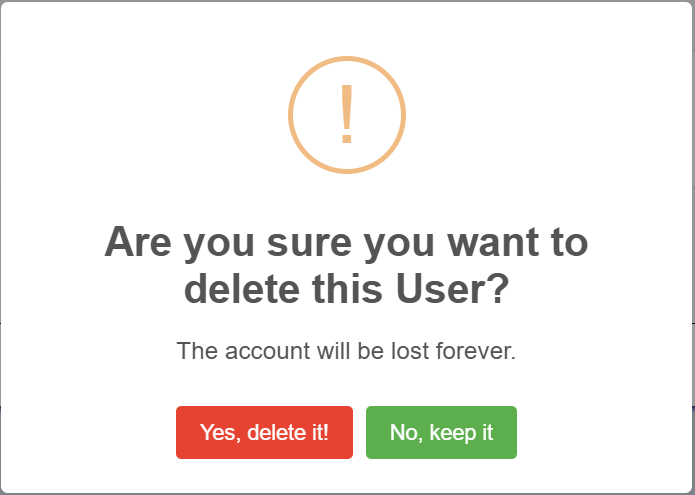 !
Are you sure you want to
delete this User?
The account will be lost forever.
Yes, delete it!
No, keep it